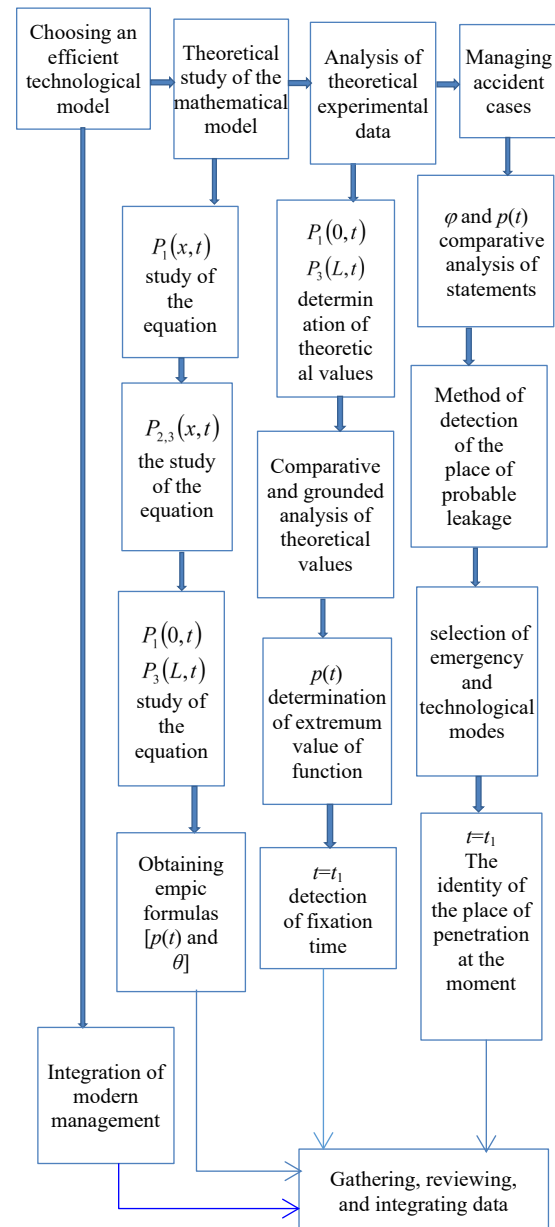 Choosing an
efficient
technological
model
Theoretical
study of the
mathematical
model
Analysis of
theoretical
experimental
data
Managing
accident
cases
P₁(x,t)
study of
the
equation
P₂,₃(x,t)
the study
of the
equation
P₁(0,t)
P₃(L,t)
study of
the
equation
Obtaining
empic
formulas
[p(t) and
θ]
P₁(0,t)
P₃(L,t)
determin
ation of
theoretic
al values
Comparative
and grounded
analysis of
theoretical
values
p(t)
determination
of extremum
value of
function
t=t₁
detection
of fixation
time
φ and p(t)
comparative
analysis of
statements
Method of
detection
of the
place of
probable
leakage
selection of
emergency
and
technological
modes
t=t₁
The
identity of
the place of
penetration
at the
moment
Integration of
modern
management
Gathering, reviewing,
and integrating data